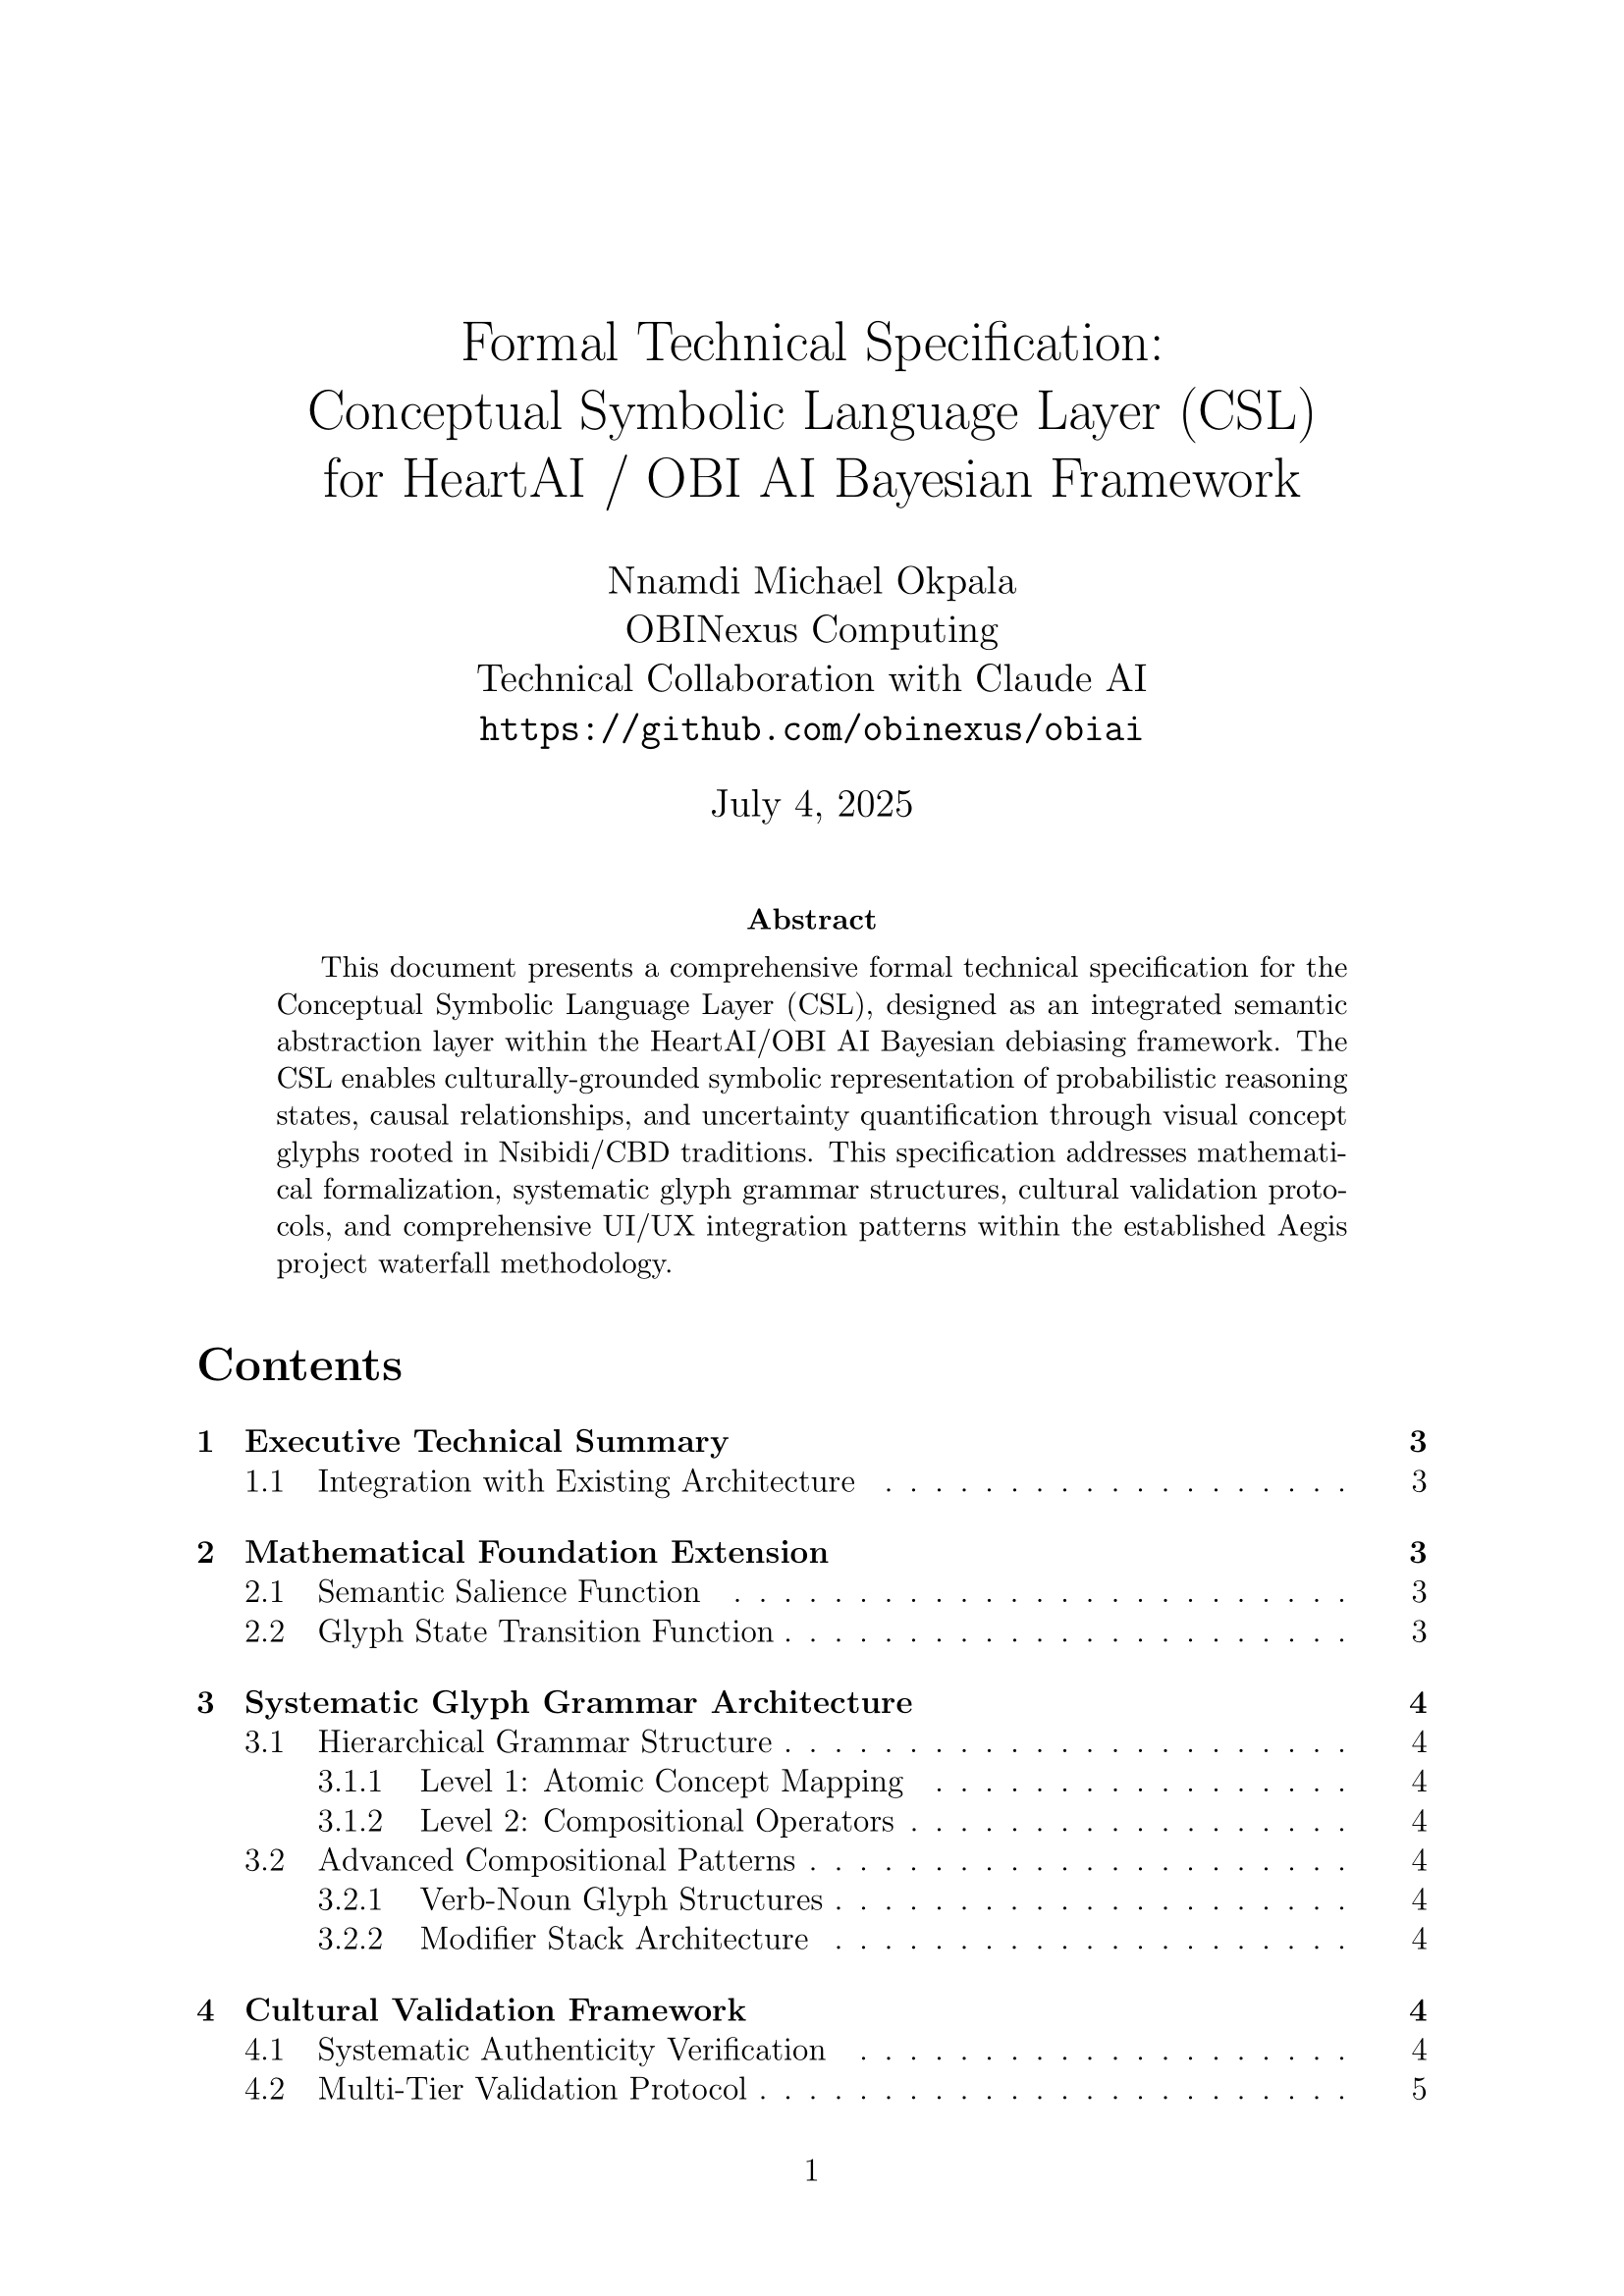 Formal Technical Specification:
Conceptual Symbolic Language Layer (CSL)
for HeartAI / OBI AI Bayesian Framework
Nnamdi Michael Okpala
OBINexus Computing
Technical Collaboration with Claude AI
https://github.com/obinexus/obiai
July 4, 2025
Abstract
This document presents a comprehensive formal technical specification for the
Conceptual Symbolic Language Layer (CSL), designed as an integrated semantic
abstraction layer within the HeartAI/OBI AI Bayesian debiasing framework. The
CSL enables culturally-grounded symbolic representation of probabilistic reasoning
states, causal relationships, and uncertainty quantification through visual concept
glyphs rooted in Nsibidi/CBD traditions. This specification addresses mathemati-
cal formalization, systematic glyph grammar structures, cultural validation proto-
cols, and comprehensive UI/UX integration patterns within the established Aegis
project waterfall methodology.
Contents
1 Executive Technical Summary 3
1.1 Integration with Existing Architecture . . . . . . . . . . . . . . . . . . . 3
2 Mathematical Foundation Extension 3
2.1 Semantic Salience Function . . . . . . . . . . . . . . . . . . . . . . . . . 3
2.2 Glyph State Transition Function . . . . . . . . . . . . . . . . . . . . . . . 3
3 Systematic Glyph Grammar Architecture 4
3.1 Hierarchical Grammar Structure . . . . . . . . . . . . . . . . . . . . . . . 4
3.1.1 Level 1: Atomic Concept Mapping . . . . . . . . . . . . . . . . . 4
3.1.2 Level 2: Compositional Operators . . . . . . . . . . . . . . . . . . 4
3.2 Advanced Compositional Patterns . . . . . . . . . . . . . . . . . . . . . . 4
3.2.1 Verb-Noun Glyph Structures . . . . . . . . . . . . . . . . . . . . . 4
3.2.2 Modifier Stack Architecture . . . . . . . . . . . . . . . . . . . . . 4
4 Cultural Validation Framework 4
4.1 Systematic Authenticity Verification . . . . . . . . . . . . . . . . . . . . 4
4.2 Multi-Tier Validation Protocol . . . . . . . . . . . . . . . . . . . . . . . . 5
1